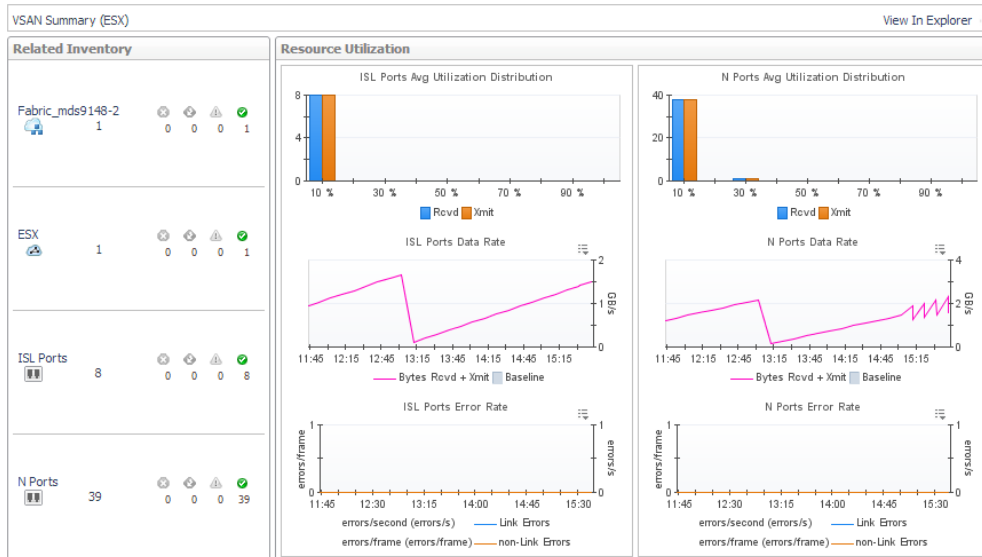 VSAN Summary (ESX)
View In Explorer
Related Inventory
Fabric_mds9148-2
1
0 0 0 1
ESX
1
0 0 0 1
ISL Ports
8
0 0 0 8
N Ports
39
0 0 0 39
Resource Utilization
ISL Ports Avg Utilization Distribution
8
4
0
10 % 30 % 50 % 70 % 90 %
Rcvd Xmit
ISL Ports Data Rate
2
1
0
GB/s
11:45 12:15 12:45 13:15 13:45 14:15 14:45 15:15
Bytes Rcvd + Xmit Baseline
ISL Ports Error Rate
1
0
errors/frame
1
0
errors/s
11:45 12:30 13:15 14:00 14:45 15:30
errors/second (errors/s) Link Errors
errors/frame (errors/frame) non-Link Errors
N Ports Avg Utilization Distribution
40
20
0
10 % 30 % 50 % 70 % 90 %
Rcvd Xmit
N Ports Data Rate
4
2
0
GB/s
11:45 12:15 12:45 13:15 13:45 14:15 14:45 15:15
Bytes Rcvd + Xmit Baseline
N Ports Error Rate
1
0
errors/frame
1
0
errors/s
11:45 12:30 13:15 14:00 14:45 15:30
errors/second (errors/s) Link Errors
errors/frame (errors/frame) non-Link Errors